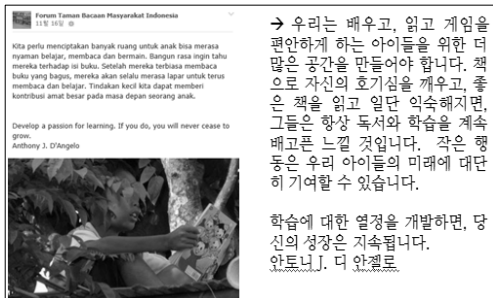 Forum Taman Bacaan Masyarakat Indonesia
11월 16일
Kita perlu menciptakan banyak ruang untuk anak bisa merasa
nyaman belajar, membaca dan bermain. Bangun rasa ingin tahu
mereka terhadap isi buku. Setelah mereka terbiasa membaca
buku yang bagus, mereka akan selalu merasa lapar untuk terus
membaca dan belajar. Tindakan kecil kita dapat memberi
kontribusi amat besar pada masa depan seorang anak.
Develop a passion for learning. If you do, you will never cease to
grow.
Anthony J. D'Angelo
→ 우리는 배우고, 읽고 게임을
편안하게 하는 아이들을 위한 더
많은 공간을 만들어야 합니다. 책
으로 자신의 호기심을 깨우고, 좋
은 책을 읽고 일단 익숙해지면,
그들은 항상 독서와 학습을 계속
배고픈 느낄 것입니다. 작은 행
동은 우리 아이들의 미래에 대단
히 기여할 수 있습니다.
학습에 대한 열정을 개발하면, 당
신의 성장은 지속됩니다.
안토니 J. 디 안젤로